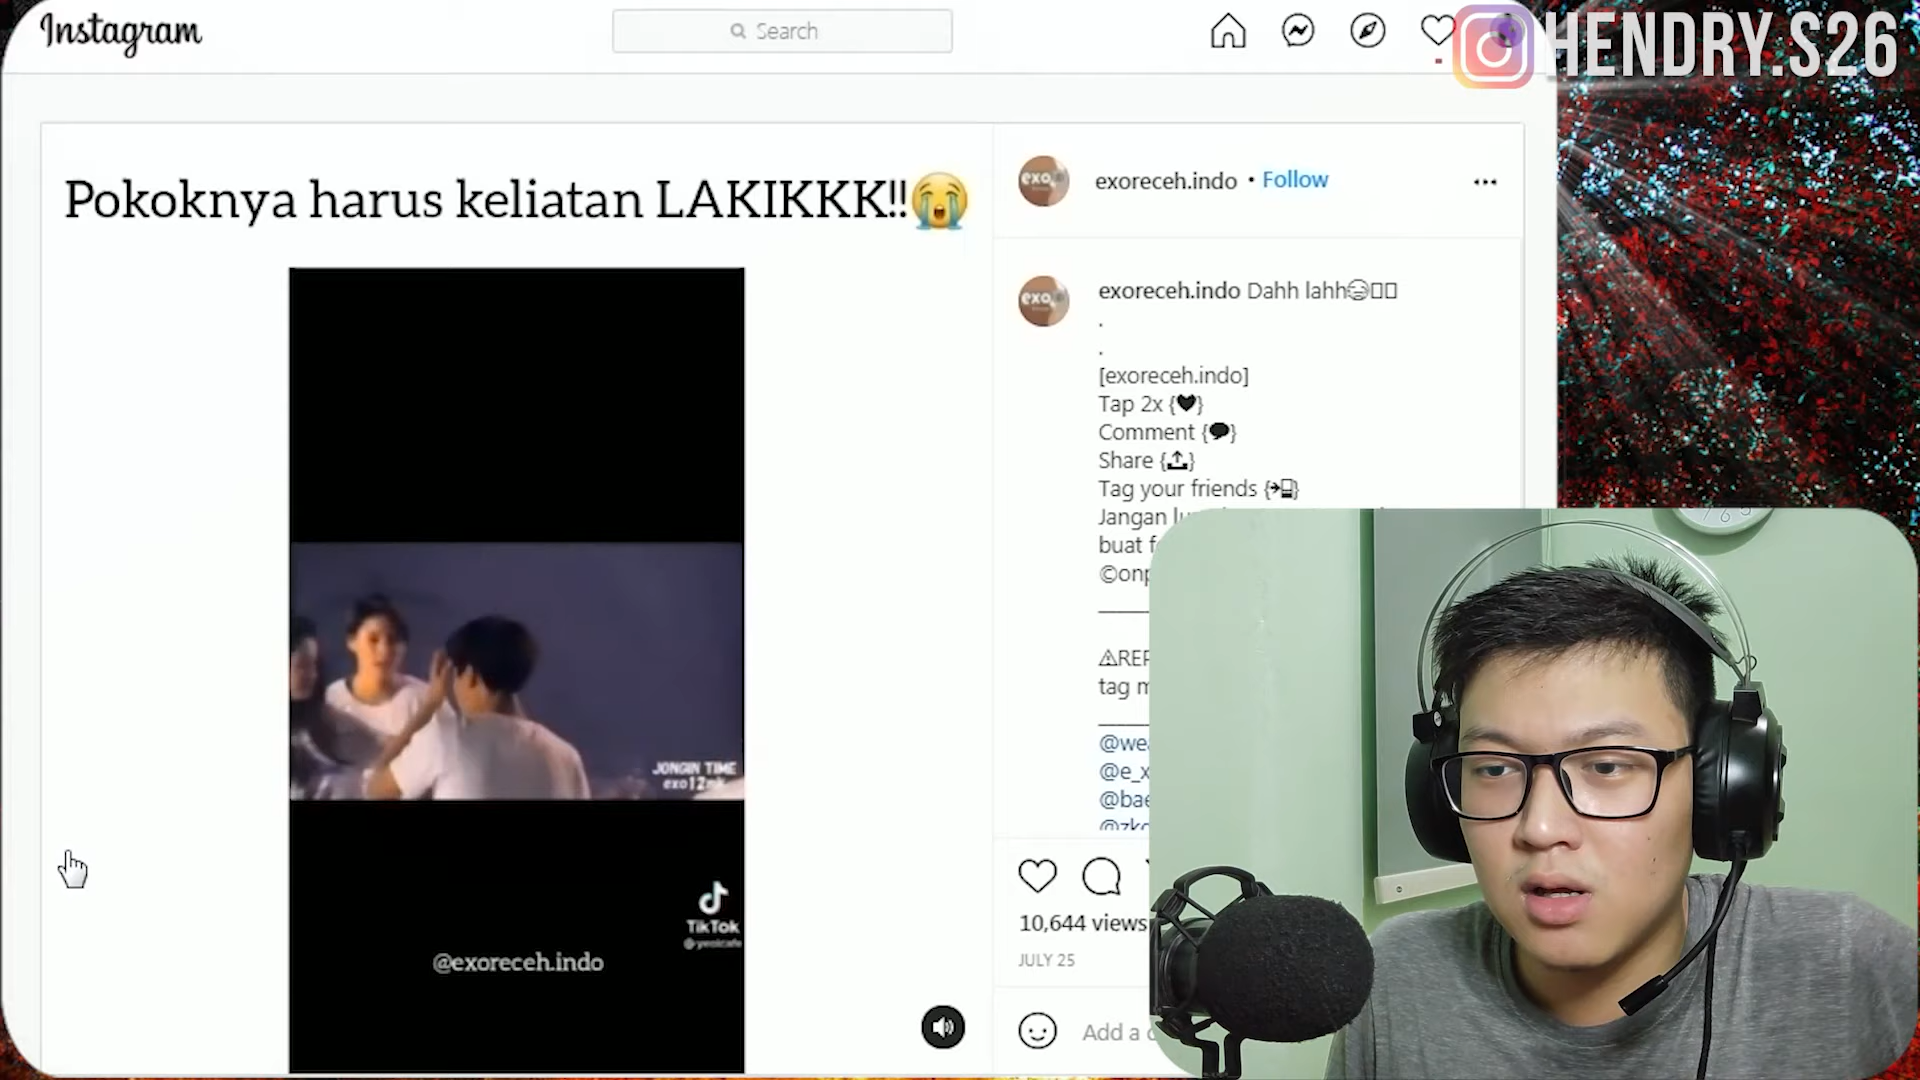 Instagram
Search
HENDRY.S26
Pokoknya harus keliatan LAKIKKK!!😭
exoreceh.indo • Follow
exoreceh.indo Dahh lahh
.
.
[exoreceh.indo]
Tap 2x {♥}
Comment {💬}
Share {📤}
Tag your friends {📲}
Jangan
buat
JONGIN TIME
TikTok
@exoreceh.indo
tag
10,644 views
JULY 25
Add a